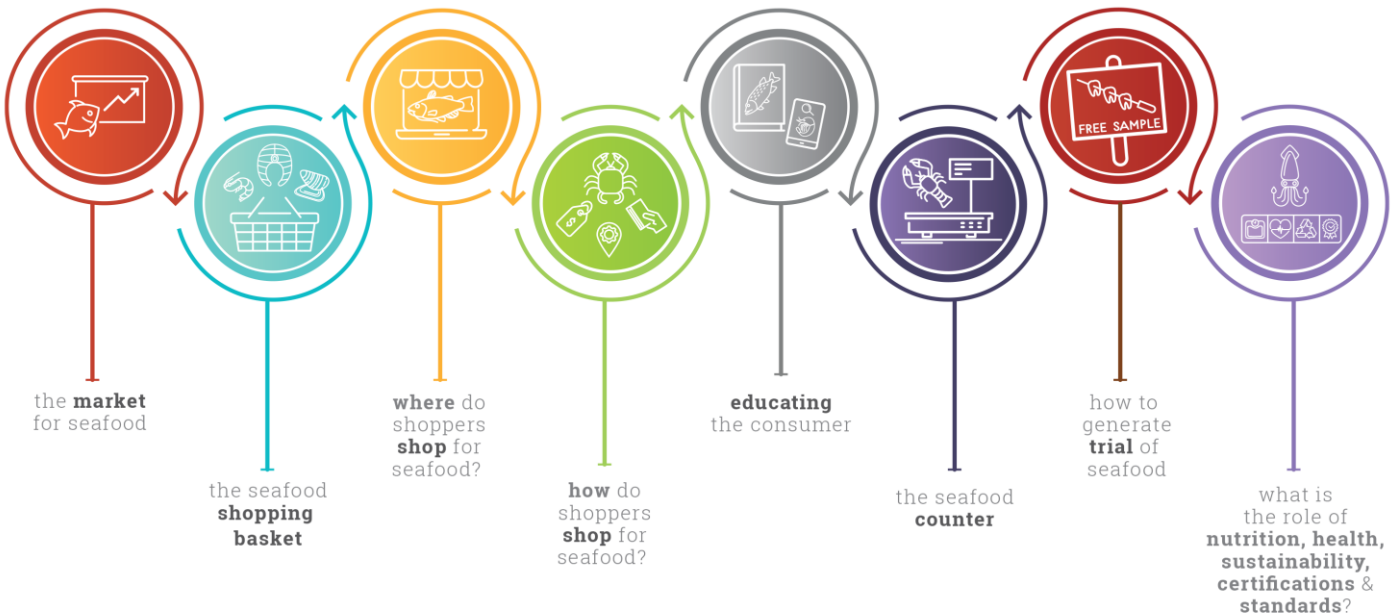 the market
for seafood
the seafood
shopping
basket
where do
shoppers
shop for
seafood?
$
how do
shoppers
shop for
seafood?
educating
the consumer
the seafood
counter
FREE SAMPLE
how to
generate
trial of
seafood
what is
the role of
nutrition, health,
sustainability,
certifications &
standards?